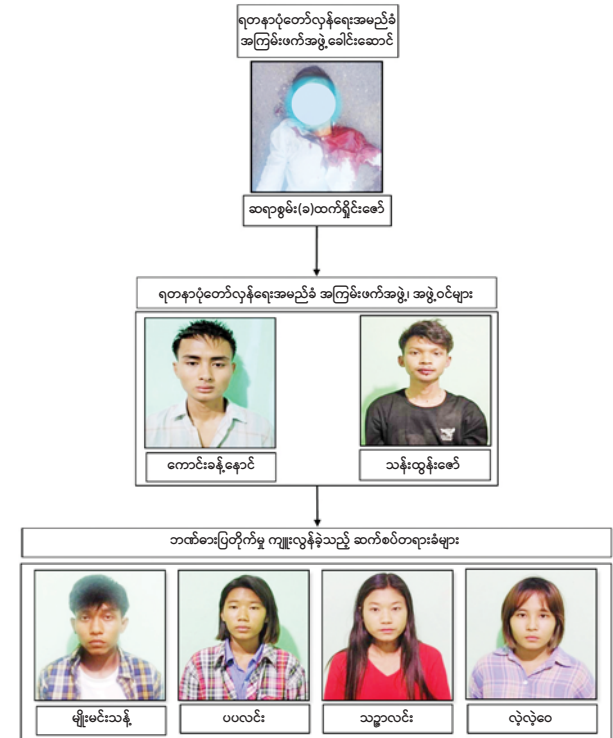 ရတနာပုံတော်လှန်ရေးအမည်ခံ
အကြမ်းဖက်အဖွဲ့ခေါင်းဆောင်
ဆရာစွမ်း(ခ)ထက်ရှိုင်းဇော်
ရတနာပုံတော်လှန်ရေးအမည်ခံ အကြမ်းဖက်အဖွဲ့၊ အဖွဲ့ဝင်များ
ကောင်းခန့်နောင်
သန်းထွန်းဇော်
ဘဏ်ဓားပြတိုက်မှု ကျူးလွန်ခဲ့သည့် ဆက်စပ်တရားခံများ
မျိုးမင်းသန့်
ပပလင်း
သဥ္ဇာလင်း
လဲ့လဲ့ဝေ